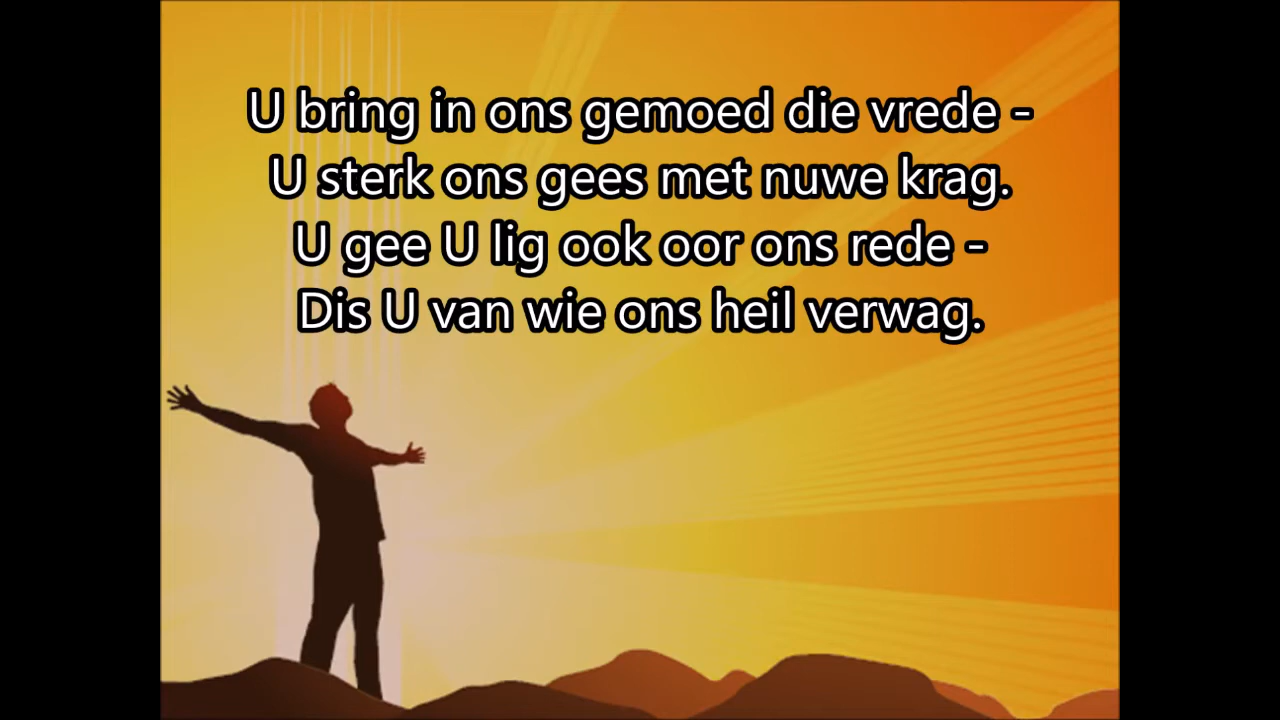 U bring in ons gemoed die vrede -
U sterk ons gees met nuwe krag.
U gee U lig ook oor ons rede -
Dis U van wie ons heil verwag.